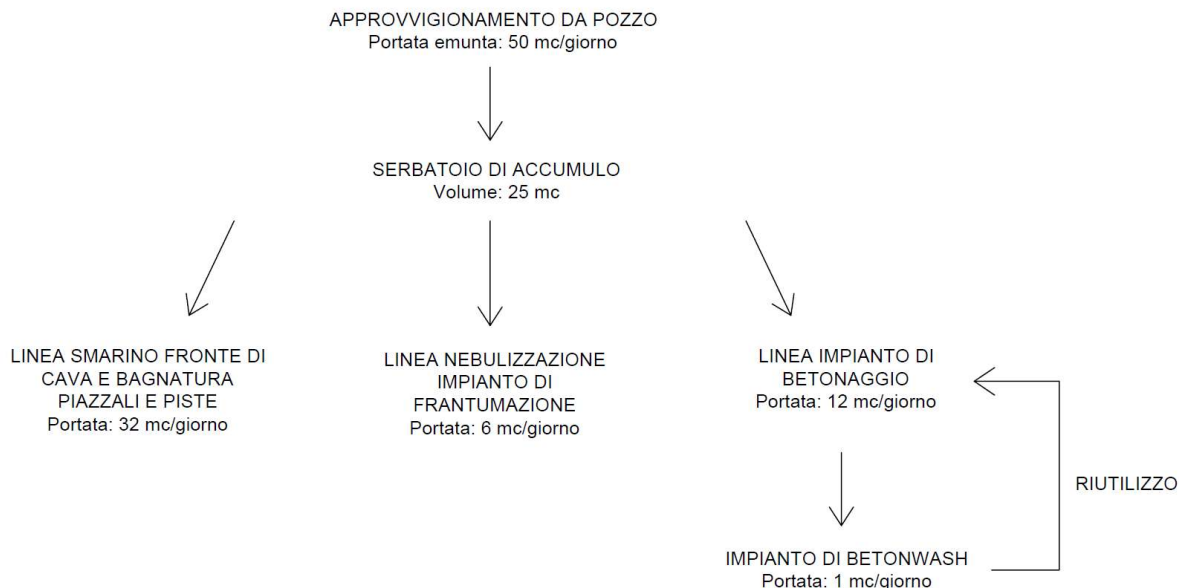 APPROVVIGIONAMENTO DA POZZO
Portata emunta: 50 mc/giorno
SERBATOIO DI ACCUMULO
Volume: 25 mc
LINEA SMARINO FRONTE DI
CAVA E BAGNATURA
PIAZZALI E PISTE
Portata: 32 mc/giorno
LINEA NEBULIZZAZIONE
IMPIANTO DI
FRANTUMAZIONE
Portata: 6 mc/giorno
LINEA IMPIANTO DI
BETONAGGIO
Portata: 12 mc/giorno
RIUTILIZZO
IMPIANTO DI BETONWASH
Portata: 1 mc/giorno